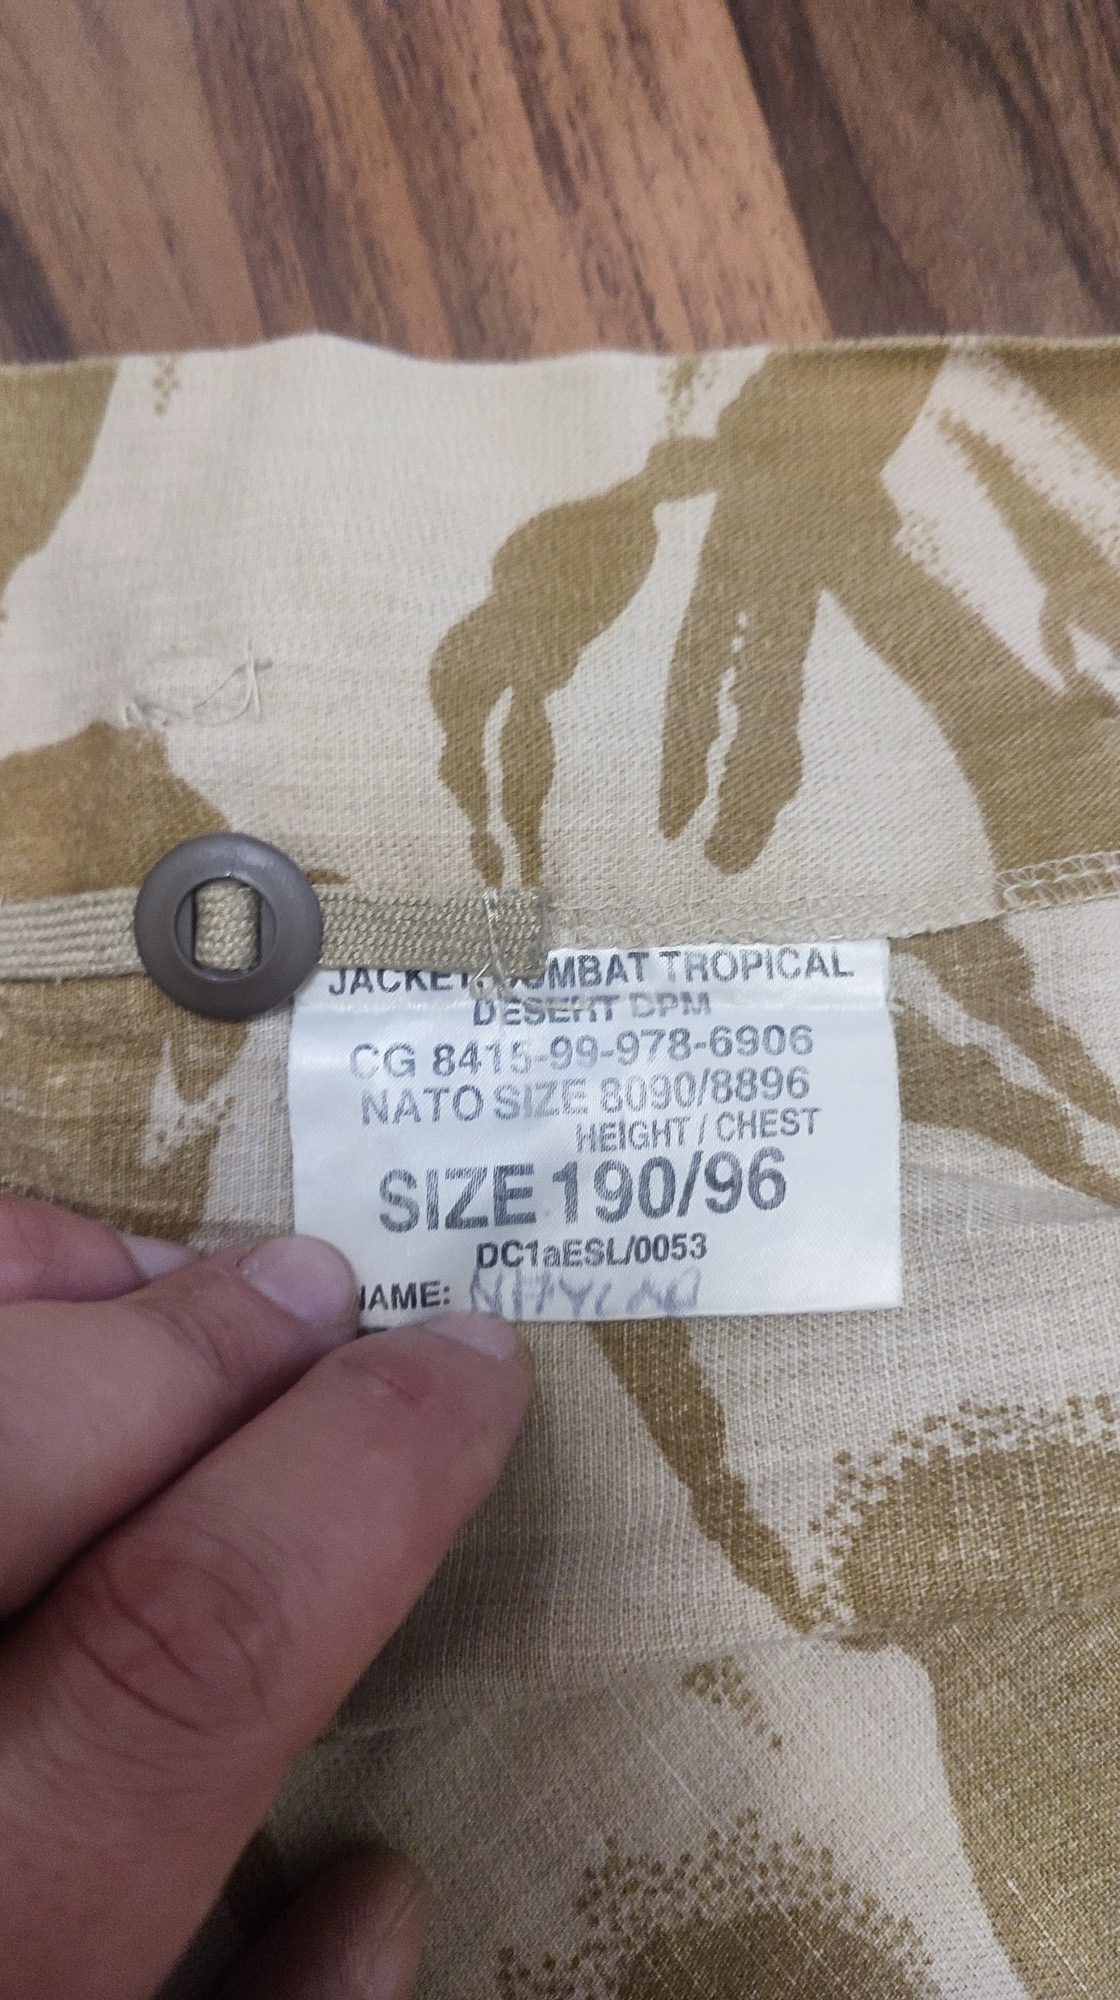 JACKET, COMBAT TROPICAL
DESERT DPM
CG 8415-99-978-6906
NATO SIZE 8090/8896
HEIGHT / CHEST
SIZE 190/96
DC1aESL/0053
NAME: